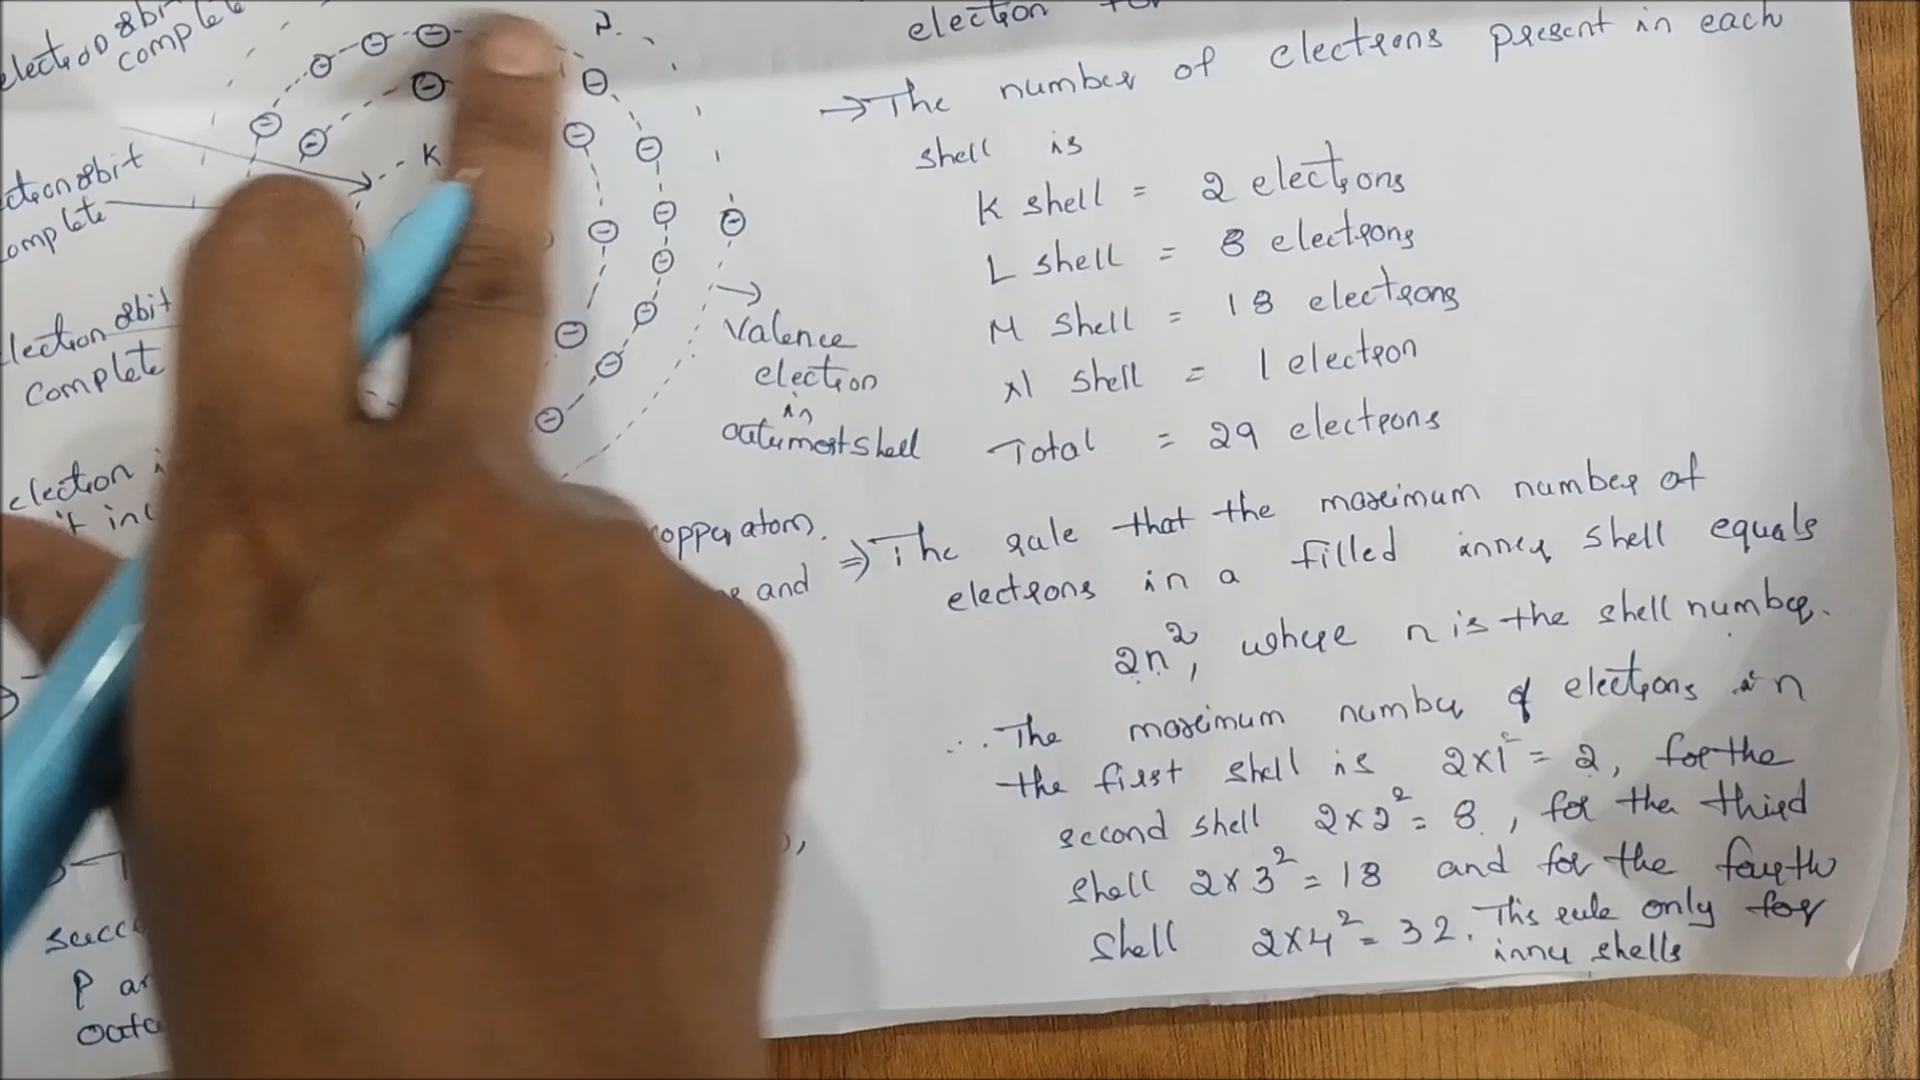 complete
K
N
complete
complete
Valence
electron
in
outermost shell
electron
copper atom.
and
P
electron
→ The number of electrons present in each
shell is
K shell = 2 electrons
L shell = 8 electrons
M shell = 18 electrons
N shell = 1 electron
Total = 29 electrons
⇒ The rule that the maximum number of
electrons in a filled inner shell equals
2n², where n is the shell number.
∴ The maximum number of electrons in
the first shell is 2×1² = 2, for the
second shell 2×2² = 8, for the third
shell 2×3² = 18 and for the fourth
shell 2×4² = 32. This rule only for
inner shells